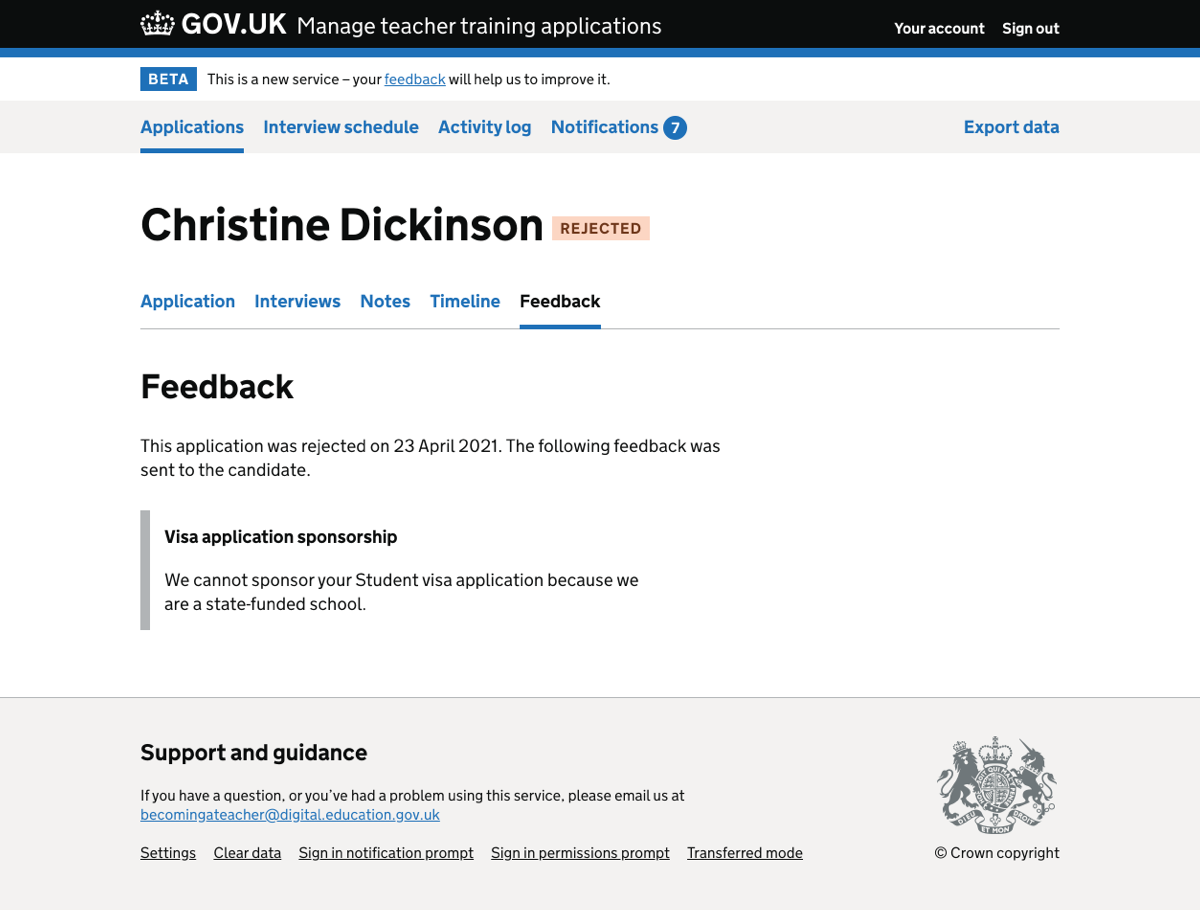 GOV.UK Manage teacher training applications Your account Sign out
BETA This is a new service – your feedback will help us to improve it.
Applications Interview schedule Activity log Notifications 7 Export data
Christine Dickinson REJECTED
Application Interviews Notes Timeline Feedback
Feedback
This application was rejected on 23 April 2021. The following feedback was
sent to the candidate.
Visa application sponsorship
We cannot sponsor your Student visa application because we
are a state-funded school.
Support and guidance
If you have a question, or you’ve had a problem using this service, please email us at
becomingateacher@digital.education.gov.uk
Settings Clear data Sign in notification prompt Sign in permissions prompt Transferred mode
DIEU ET MON DROIT
© Crown copyright